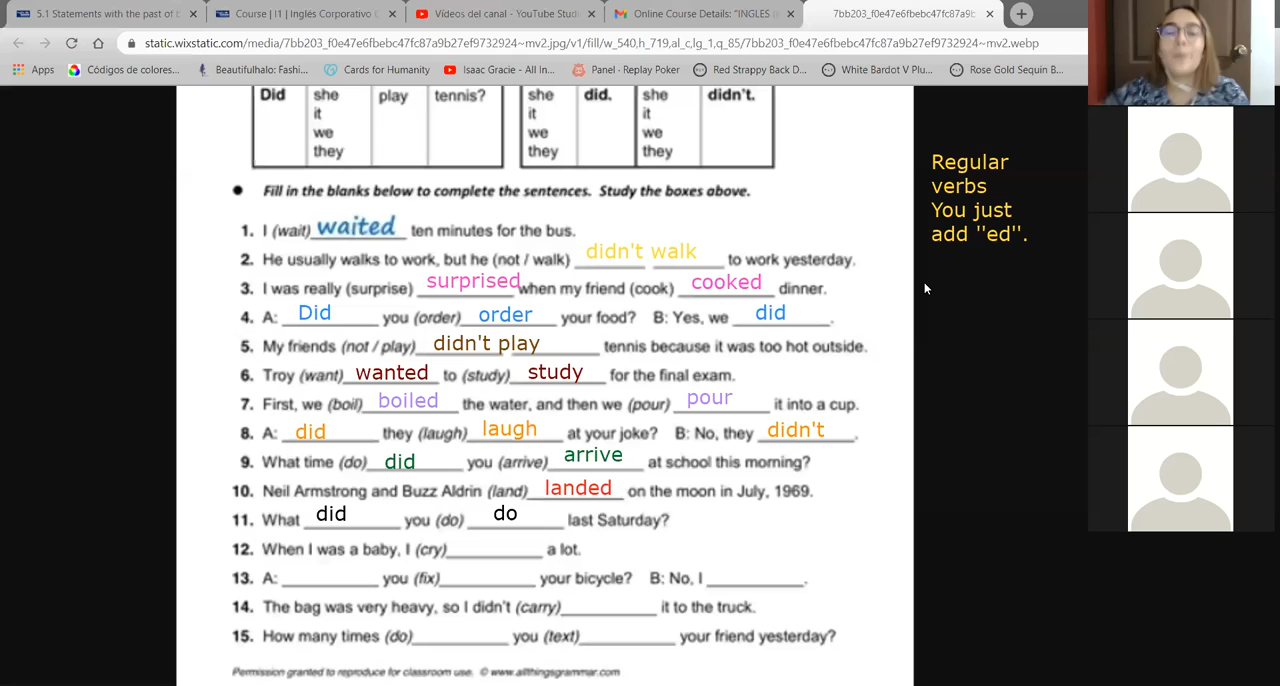 5.1 Statements with the past of b
Course | I1 | Inglés Corporativo
Vídeos del canal - YouTube Stud
Online Course Details: "INGLES I
7bb203_f0e47e6fbebc47fc87a9b
static.wixstatic.com/media/7bb203_f0e47e6fbebc47fc87a9b2ef9732924~mv2.jpg/v1/fill/w_540,h_719,al_c,lg_1,q_85/7bb203_f0e47e6fbebc47fc87a9b2ef9732924~mv2.webp
Apps Códigos de colores... Beautifulhalo: Fashi... Cards for Humanity Isaac Gracie - All In... Panel · Replay Poker Red Strappy Back D... White Bardot V Plu... Rose Gold Sequin B...
Did she play tennis? she did. she didn't.
it it it
we we we
they they they
Fill in the blanks below to complete the sentences. Study the boxes above.
1. I (wait) waited ten minutes for the bus.
2. He usually walks to work, but he (not / walk) didn't walk to work yesterday.
3. I was really (surprise) surprised when my friend (cook) cooked dinner.
4. A: Did you (order) order your food? B: Yes, we did.
5. My friends (not / play) didn't play tennis because it was too hot outside.
6. Troy (want) wanted to (study) study for the final exam.
7. First, we (boil) boiled the water, and then we (pour) pour it into a cup.
8. A: did they (laugh) laugh at your joke? B: No, they didn't.
9. What time (do) did you (arrive) arrive at school this morning?
10. Neil Armstrong and Buzz Aldrin (land) landed on the moon in July, 1969.
11. What did you (do) do last Saturday?
12. When I was a baby, I (cry)__________ a lot.
13. A: __________ you (fix)__________ your bicycle? B: No, I __________.
14. The bag was very heavy, so I didn't (carry)__________ it to the truck.
15. How many times (do)__________ you (text)__________ your friend yesterday?
Permission granted to reproduce for classroom use. © www.allthingsgrammar.com
Regular
verbs
You just
add "ed".